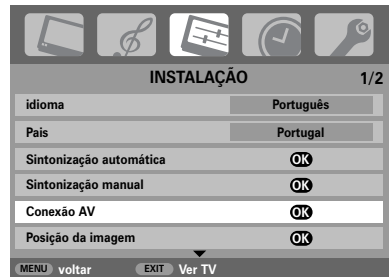 INSTALAÇÃO 1/2
idioma Português
Pais Portugal
Sintonização automática OK
Sintonização manual OK
Conexão AV OK
Posição da imagem OK
MENU voltar EXIT Ver TV